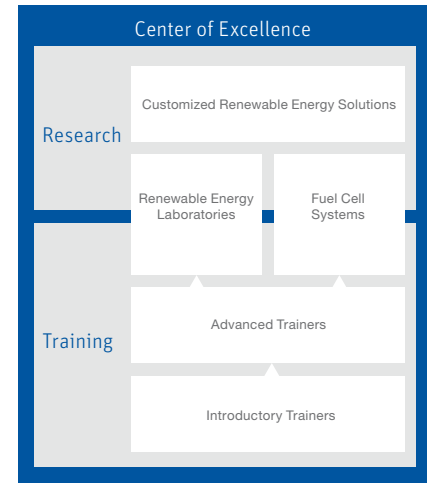 Center of Excellence
Research
Customized Renewable Energy Solutions
Renewable Energy
Laboratories
Fuel Cell
Systems
Training
Advanced Trainers
Introductory Trainers